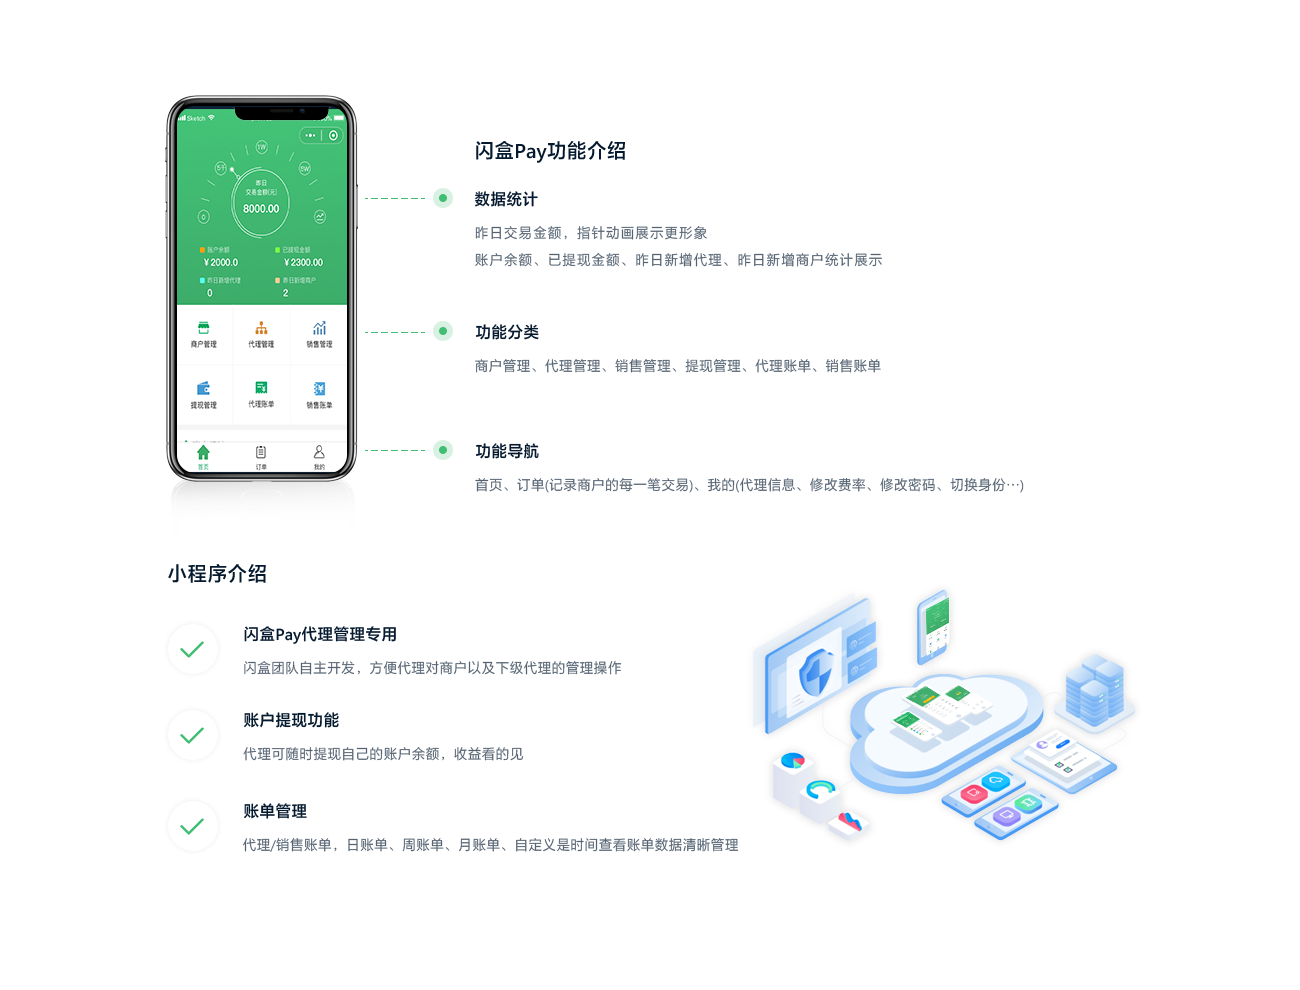 Sketch
1W
5千
5W
0
昨日
交易金额(元)
8000.00
账户余额
已提现金额
¥2000.0
¥2300.00
昨日新增代理
昨日新增商户
0
2
商户管理
代理管理
销售管理
提现管理
代理账单
销售账单
首页
订单
我的
闪盒Pay功能介绍
数据统计
昨日交易金额，指针动画展示更形象
账户余额、已提现金额、昨日新增代理、昨日新增商户统计展示
功能分类
商户管理、代理管理、销售管理、提现管理、代理账单、销售账单
功能导航
首页、订单(记录商户的每一笔交易)、我的(代理信息、修改费率、修改密码、切换身份…)
小程序介绍
闪盒Pay代理管理专用
闪盒团队自主开发，方便代理对商户以及下级代理的管理操作
账户提现功能
代理可随时提现自己的账户余额，收益看的见
账单管理
代理/销售账单，日账单、周账单、月账单、自定义是时间查看账单数据清晰管理